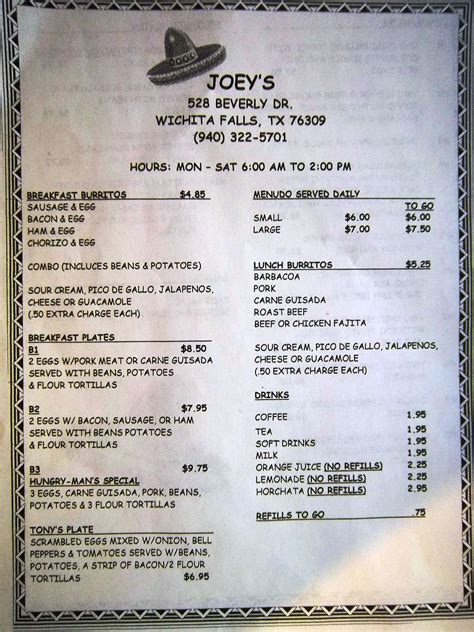 JOEY'S
528 BEVERLY DR.
WICHITA FALLS, TX 76309
(940) 322-5701
HOURS: MON - SAT 6:00 AM TO 2:00 PM
BREAKFAST BURRITOS $4.85
SAUSAGE & EGG
BACON & EGG
HAM & EGG
CHORIZO & EGG
COMBO (INCLUCES BEANS & POTATOES)
SOUR CREAM, PICO DE GALLO, JALAPENOS,
CHEESE OR GUACAMOLE
(.50 EXTRA CHARGE EACH)
BREAKFAST PLATES
B1 $8.50
2 EGGS W/PORK MEAT OR CARNE GUISADA
SERVED WITH BEANS, POTATOES
& FLOUR TORTILLAS
B2 $7.95
2 EGGS W/ BACON, SAUSAGE, OR HAM
SERVED WITH BEANS POTATOES
& FLOUR TORTILLAS
B3 $9.75
HUNGRY-MAN'S SPECIAL
3 EGGS, CARNE GUISADA, PORK, BEANS,
POTATOES & 3 FLOUR TORTILLAS
TONY'S PLATE
SCRAMBLED EGGS MIXED W/ONION, BELL
PEPPERS & TOMATOES SERVED W/BEANS,
POTATOES, A STRIP OF BACON/2 FLOUR
TORTILLAS $6.95
MENUDO SERVED DAILY
TO GO
SMALL $6.00 $6.00
LARGE $7.00 $7.50
LUNCH BURRITOS $5.25
BARBACOA
PORK
CARNE GUISADA
ROAST BEEF
BEEF OR CHICKEN FAJITA
SOUR CREAM, PICO DE GALLO, JALAPENOS,
CHEESE OR GUACAMOLE
(.50 EXTRA CHARGE EACH)
DRINKS
COFFEE 1.95
TEA 1.95
SOFT DRINKS 1.95
MILK 1.95
ORANGE JUICE (NO REFILLS) 2.25
LEMONADE (NO REFILLS) 2.25
HORCHATA (NO REFILLS) 2.25
REFILLS TO GO .75